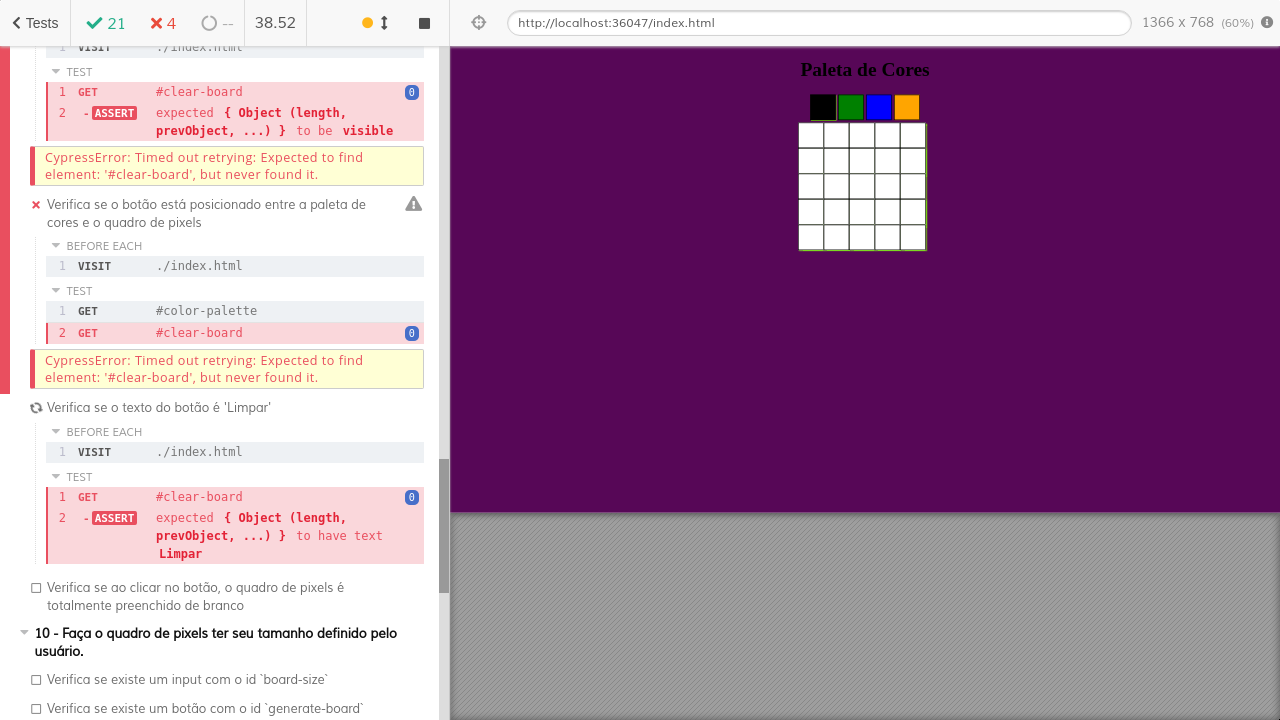 Tests
21
4
--
38.52
http://localhost:36047/index.html
1366 x 768 (60%)
1 VISIT ./index.html
TEST
1 GET #clear-board 0
2 - ASSERT expected { Object (length,
prevObject, ...) } to be visible
CypressError: Timed out retrying: Expected to find
element: '#clear-board', but never found it.
Verifica se o botão está posicionado entre a paleta de
cores e o quadro de pixels
BEFORE EACH
1 VISIT ./index.html
TEST
1 GET #color-palette
2 GET #clear-board 0
CypressError: Timed out retrying: Expected to find
element: '#clear-board', but never found it.
Verifica se o texto do botão é 'Limpar'
BEFORE EACH
1 VISIT ./index.html
TEST
1 GET #clear-board 0
2 - ASSERT expected { Object (length,
prevObject, ...) } to have text
Limpar
Verifica se ao clicar no botão, o quadro de pixels é
totalmente preenchido de branco
10 - Faça o quadro de pixels ter seu tamanho definido pelo
usuário.
Verifica se existe um input com o id `board-size`
Verifica se existe um botão com o id `generate-board`
Paleta de Cores